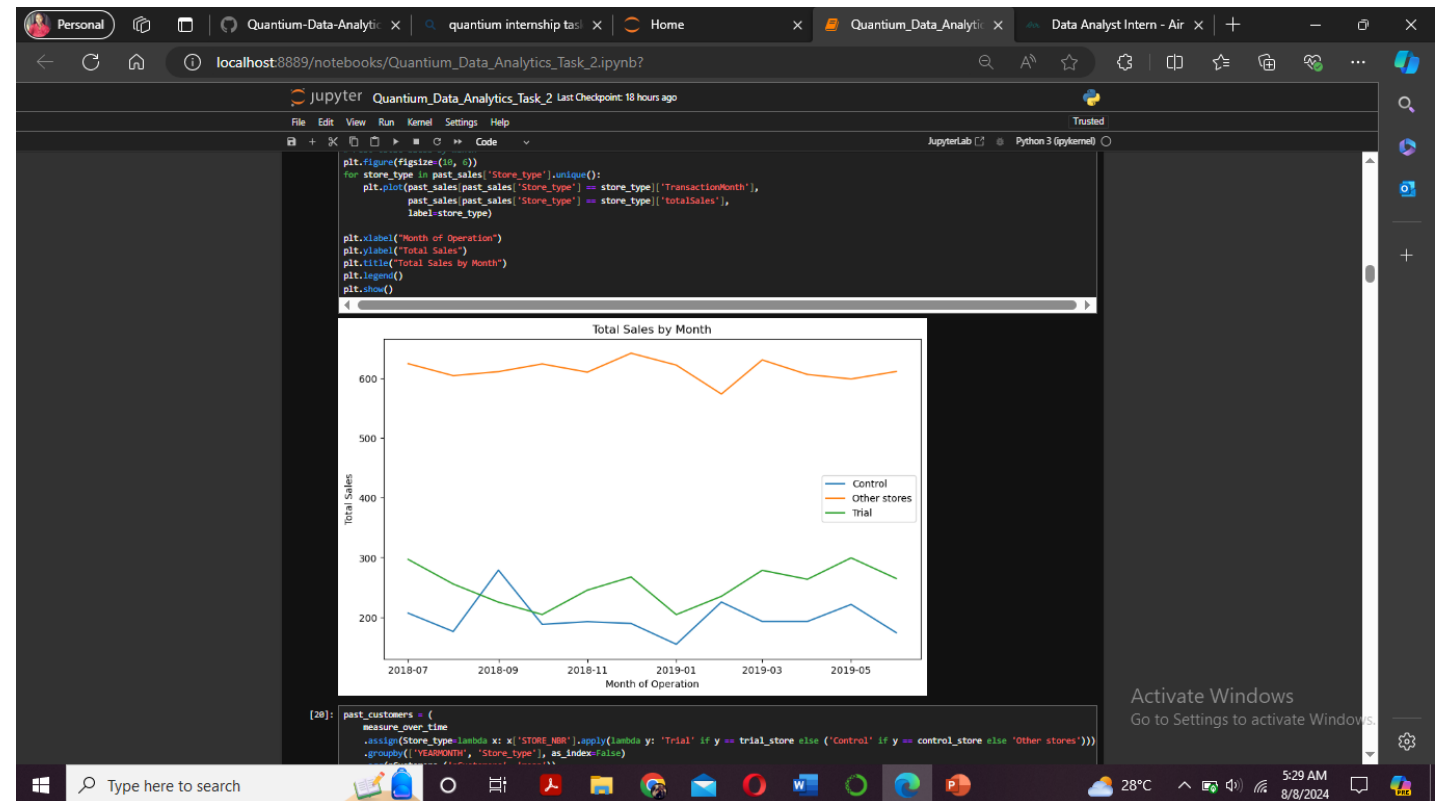 Personal
Quantium-Data-Analytic
quantium internship tas
Home
Quantium_Data_Analytic
Data Analyst Intern - Air
localhost:8889/notebooks/Quantium_Data_Analytics_Task_2.ipynb?
jupyter Quantium_Data_Analytics_Task_2 Last Checkpoint: 18 hours ago
File Edit View Run Kernel Settings Help Trusted
Code JupyterLab Python 3 (ipykernel)
plt.figure(figsize=(10, 6))
for store_type in past_sales['Store_type'].unique():
plt.plot(past_sales[past_sales['Store_type'] == store_type]['TransactionMonth'],
past_sales[past_sales['Store_type'] == store_type]['totalSales'],
label=store_type)
plt.xlabel("Month of Operation")
plt.ylabel("Total Sales")
plt.title("Total Sales by Month")
plt.legend()
plt.show()
Total Sales by Month
600
500
400
300
200
Total Sales
Control
Other stores
Trial
2018-07 2018-09 2018-11 2019-01 2019-03 2019-05
Month of Operation
Activate Windows
Go to Settings to activate Windows.
[20]: past_customers = (
measure_over_time
.assign(Store_type=lambda x: x['STORE_NBR'].apply(lambda y: 'Trial' if y == trial_store else ('Control' if y == control_store else 'Other stores')))
.groupby(['YEARMONTH', 'Store_type'], as_index=False)
Type here to search
28°C
5:29 AM
8/8/2024